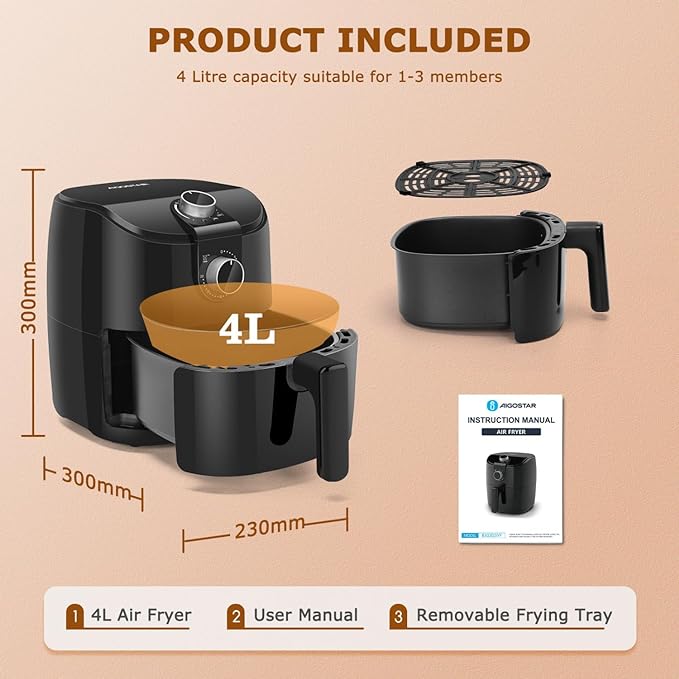 PRODUCT INCLUDED
4 Litre capacity suitable for 1-3 members
AIGOSTAR
300mm
4L
300mm
230mm
AIGOSTAR
INSTRUCTION MANUAL
AIR FRYER
1 4L Air Fryer
2 User Manual
3 Removable Frying Tray